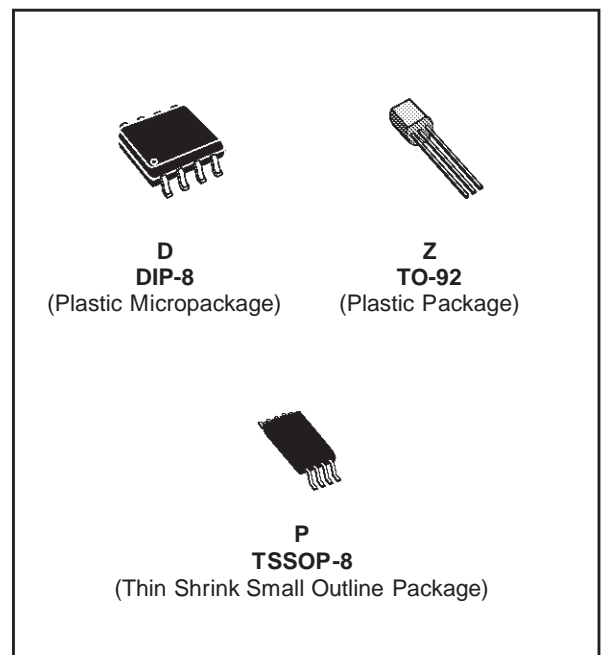 D
DIP-8
(Plastic Micropackage)
Z
TO-92
(Plastic Package)
P
TSSOP-8
(Thin Shrink Small Outline Package)